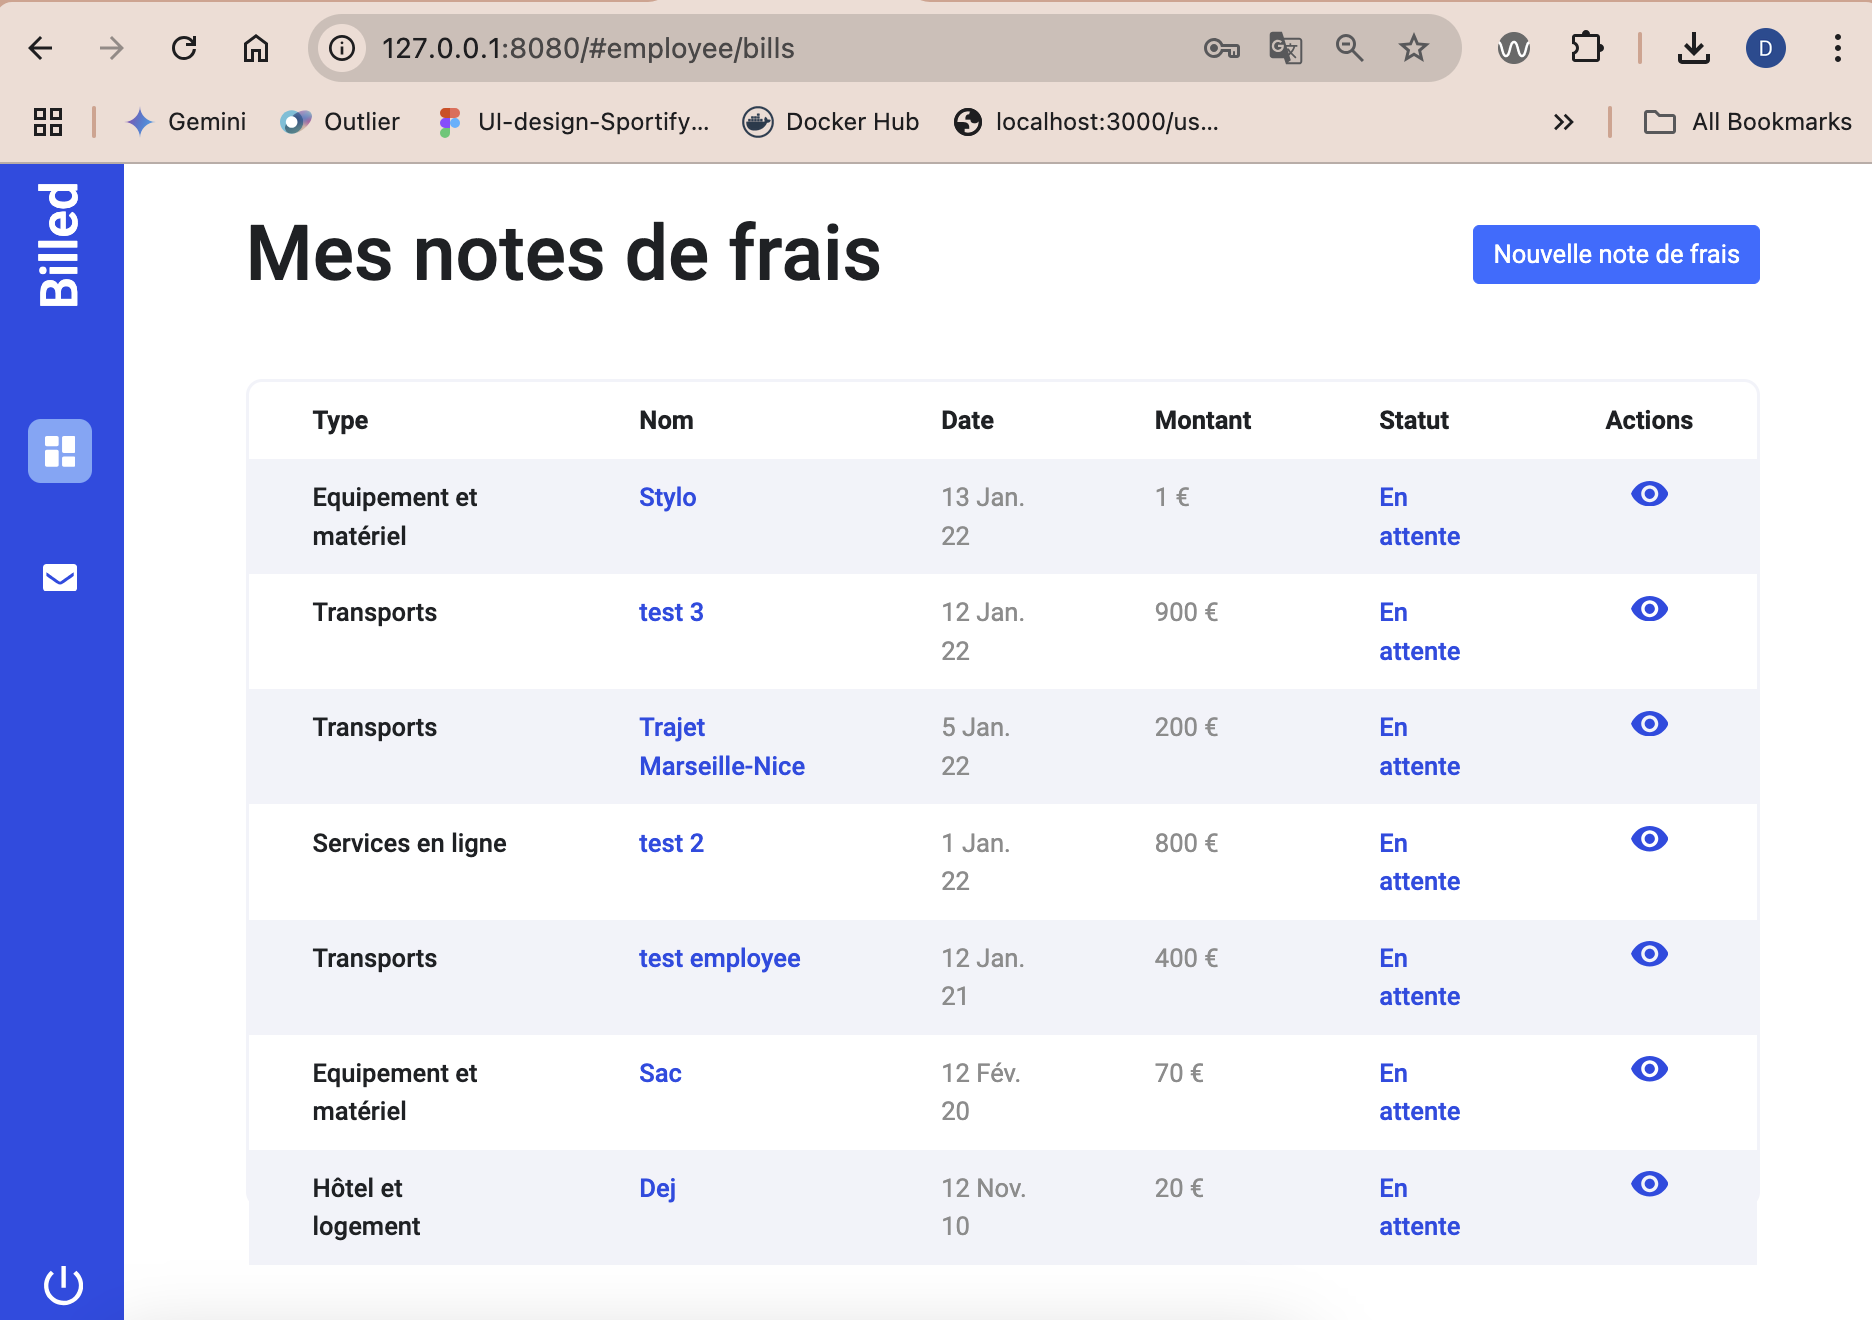 127.0.0.1:8080/#employee/bills
D
Gemini
Outlier
UI-design-Sportify...
Docker Hub
localhost:3000/us...
All Bookmarks
Billed
Mes notes de frais
Nouvelle note de frais
Type Nom Date Montant Statut Actions
Equipement et Stylo 13 Jan. 1 € En
matériel 22 attente
Transports test 3 12 Jan. 900 € En
22 attente
Transports Trajet 5 Jan. 200 € En
Marseille-Nice 22 attente
Services en ligne test 2 1 Jan. 800 € En
22 attente
Transports test employee 12 Jan. 400 € En
21 attente
Equipement et Sac 12 Fév. 70 € En
matériel 20 attente
Hôtel et Dej 12 Nov. 20 € En
logement 10 attente